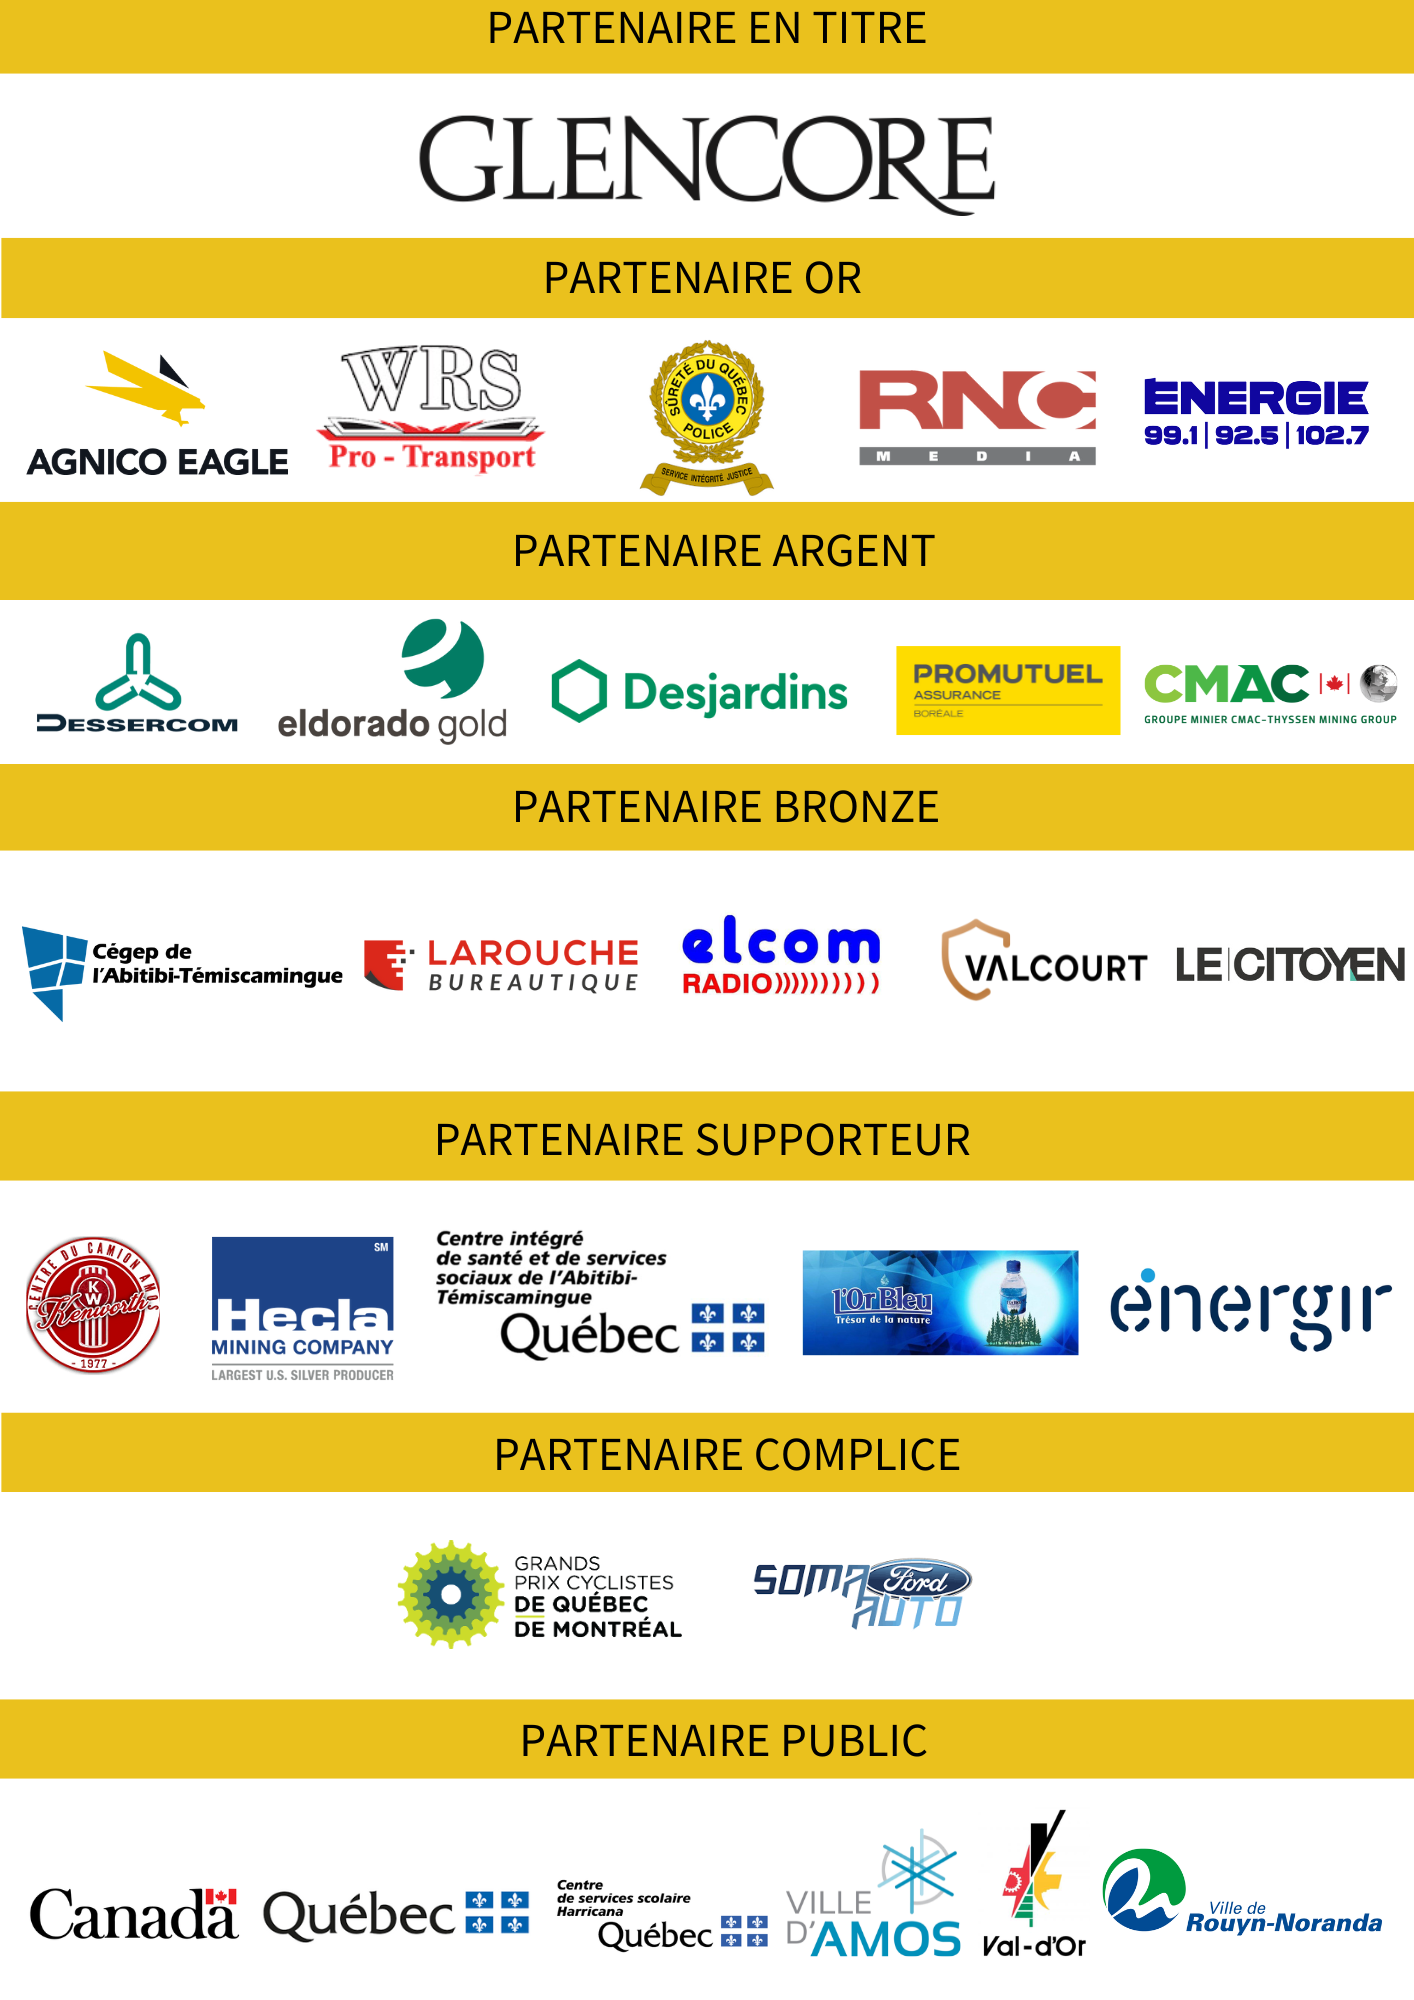 PARTENAIRE EN TITRE
GLENCORE
PARTENAIRE OR
AGNICO EAGLE
WRS
Pro - Transport
SÛRETÉ DU QUÉBEC
POLICE
SERVICE INTÉGRITÉ JUSTICE
RNC
MEDIA
ÉNERGIE
99.1 | 92.5 | 102.7
PARTENAIRE ARGENT
DESSERCOM
eldorado gold
Desjardins
PROMUTUEL
ASSURANCE
BORÉALE
CMAC
GROUPE MINIER CMAC-THYSSEN MINING GROUP
PARTENAIRE BRONZE
Cégep de
l'Abitibi-Témiscamingue
LAROUCHE
BUREAUTIQUE
elcom
RADIO
VALCOURT
LE CITOYEN
PARTENAIRE SUPPORTEUR
CENTRE DU CAMION AMOS
KW
Kenworth
- 1977 -
SM
Hecla
MINING COMPANY
LARGEST U.S. SILVER PRODUCER
Centre intégré
de santé et de services
sociaux de l'Abitibi-
Témiscamingue
Québec
L'Or Bleu
Trésor de la nature
énergir
PARTENAIRE COMPLICE
GRANDS
PRIX CYCLISTES
DE QUÉBEC
DE MONTRÉAL
SOMA
Ford
AUTO
PARTENAIRE PUBLIC
Canada
Québec
Centre
de services scolaire
Harricana
Québec
VILLE
D'AMOS
Val-d'Or
Ville de
Rouyn-Noranda